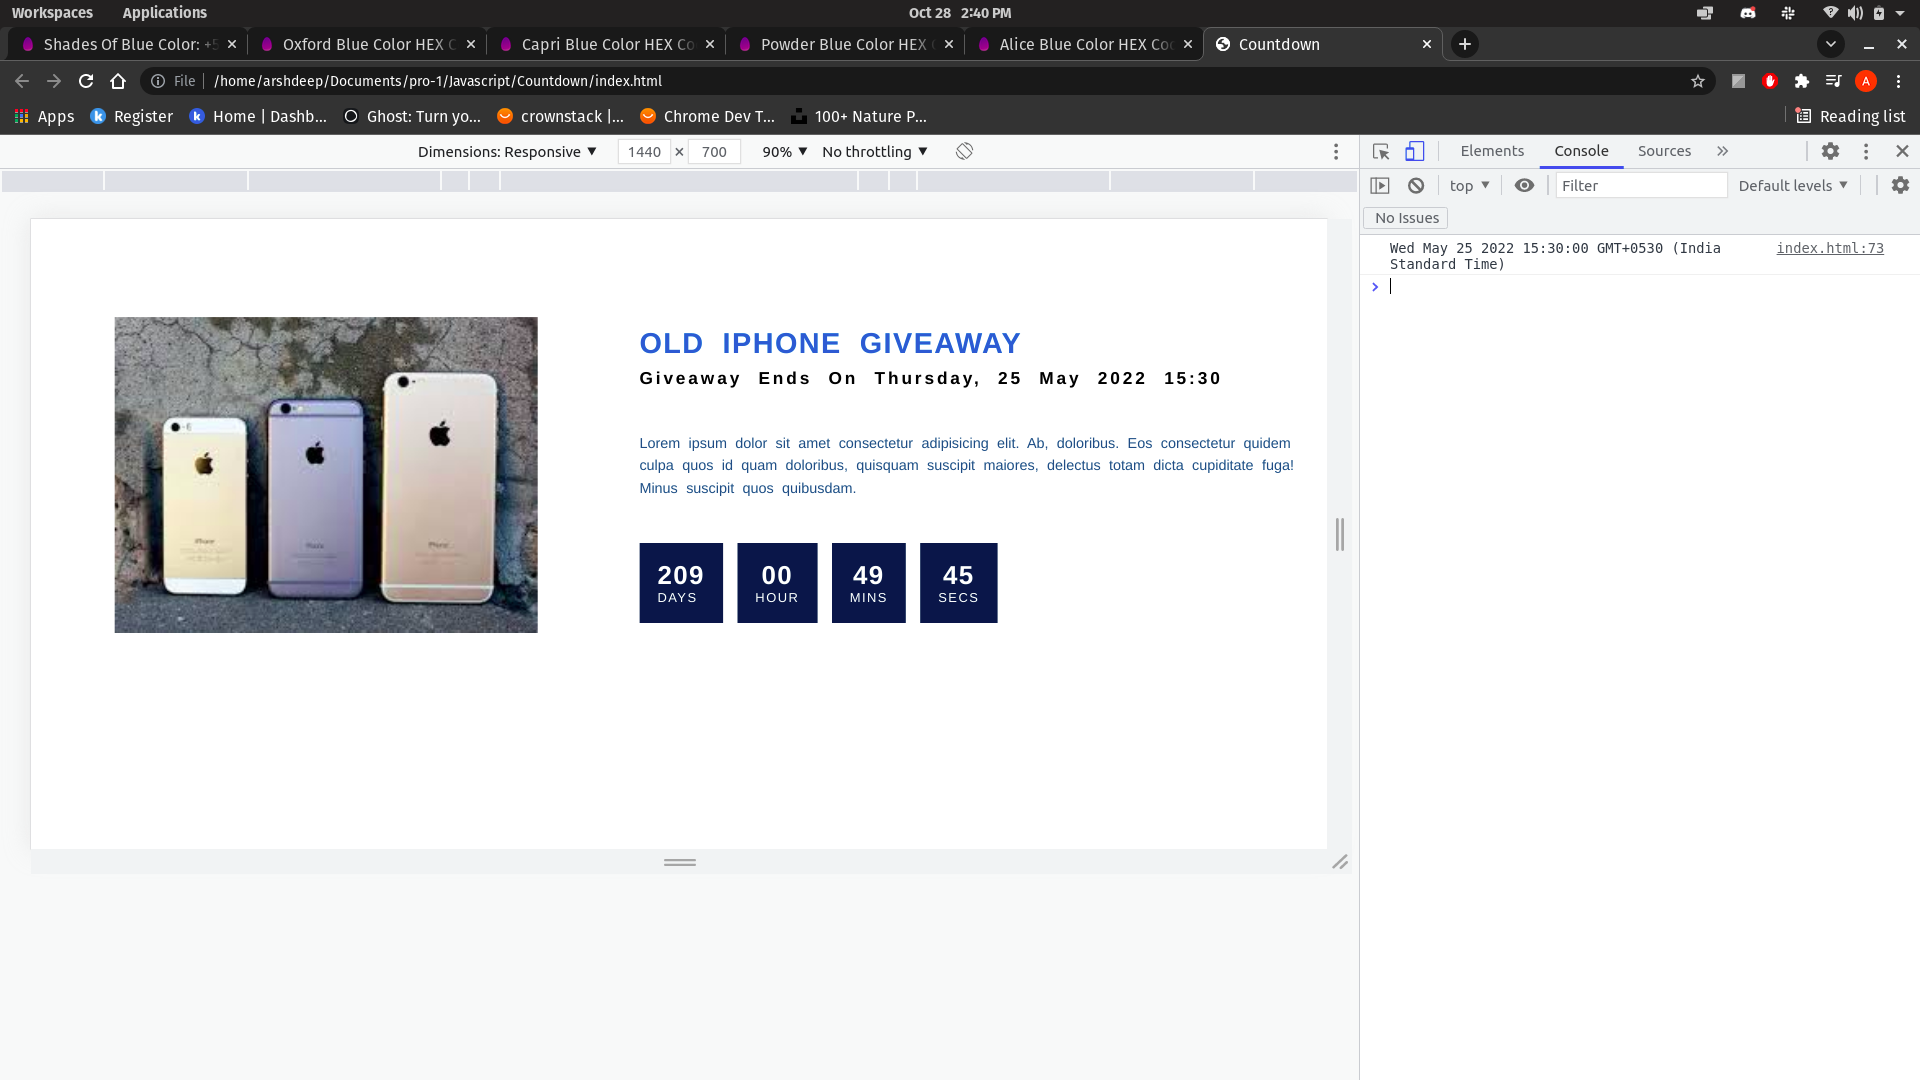 Workspaces Applications Oct 28 2:40 PM
Shades Of Blue Color: +5 Oxford Blue Color HEX C Capri Blue Color HEX Co Powder Blue Color HEX C Alice Blue Color HEX Co Countdown
File /home/arshdeep/Documents/pro-1/Javascript/Countdown/index.html A
Apps Register Home | Dashb... Ghost: Turn yo... crownstack |... Chrome Dev T... 100+ Nature P... Reading list
Dimensions: Responsive 1440 × 700 90% No throttling
Elements Console Sources
top Filter Default levels
No Issues
Wed May 25 2022 15:30:00 GMT+0530 (India index.html:73
Standard Time)
OLD IPHONE GIVEAWAY
Giveaway Ends On Thursday, 25 May 2022 15:30
Lorem ipsum dolor sit amet consectetur adipisicing elit. Ab, doloribus. Eos consectetur quidem
culpa quos id quam doloribus, quisquam suscipit maiores, delectus totam dicta cupiditate fuga!
Minus suscipit quos quibusdam.
209 00 49 45
DAYS HOUR MINS SECS